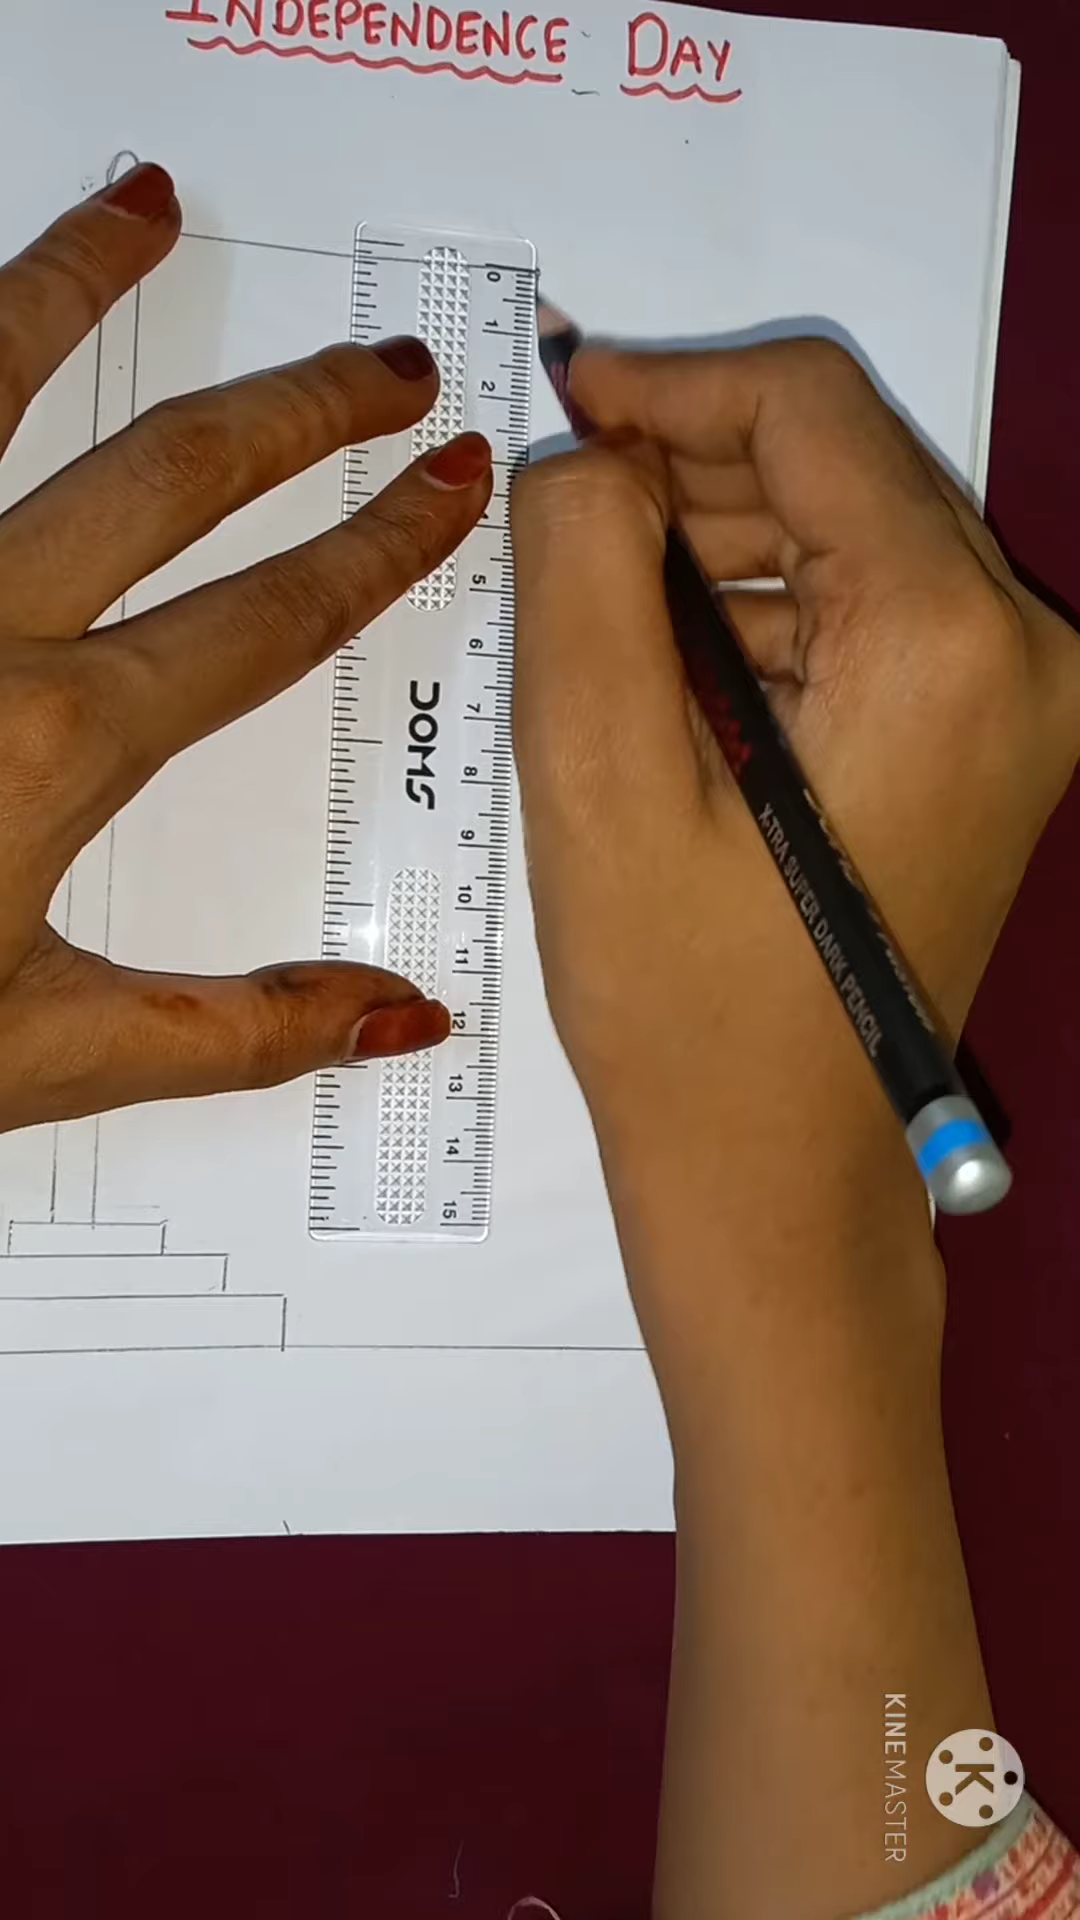 INDEPENDENCE DAY
0 1 2 4 5 6 7 8 9 10 11 12 13 14 15
DOMS
X-TRA SUPER DARK PENCIL
KINEMASTER